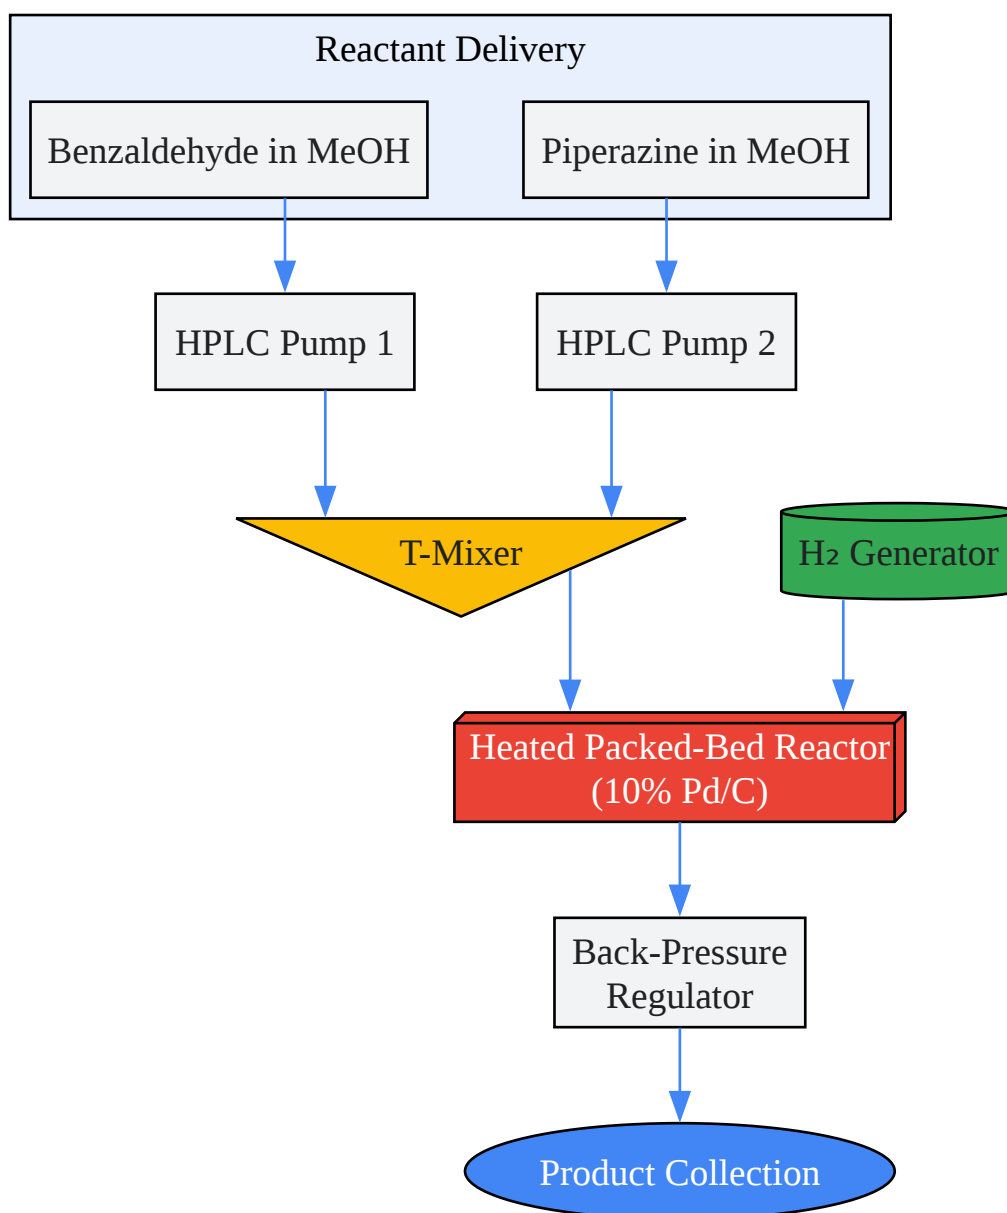 Reactant Delivery
Benzaldehyde in MeOH
Piperazine in MeOH
HPLC Pump 1
HPLC Pump 2
T-Mixer
H₂ Generator
Heated Packed-Bed Reactor
(10% Pd/C)
Back-Pressure
Regulator
Product Collection